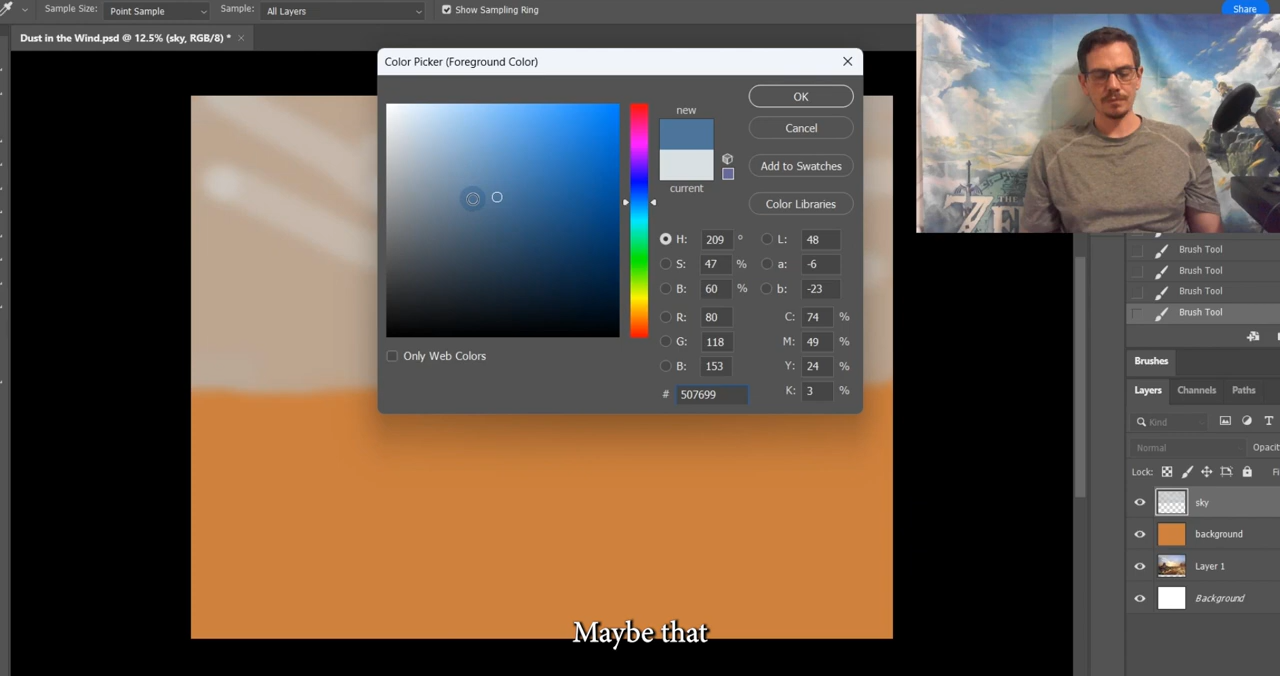 Sample Size: Point Sample Sample: All Layers Show Sampling Ring Share
Dust in the Wind.psd @ 12.5% (sky, RGB/8) * ×
Color Picker (Foreground Color)
new
current
OK
Cancel
Add to Swatches
Color Libraries
H: 209 ° L: 48
S: 47 % a: -6
B: 60 % b: -23
R: 80 C: 74 %
G: 118 M: 49 %
B: 153 Y: 24 %
# 507699 K: 3 %
Only Web Colors
Brush Tool
Brush Tool
Brush Tool
Brush Tool
Brushes
Layers Channels Paths
Kind
Normal Opacit
Lock: Fi
sky
background
Layer 1
Background
Maybe that